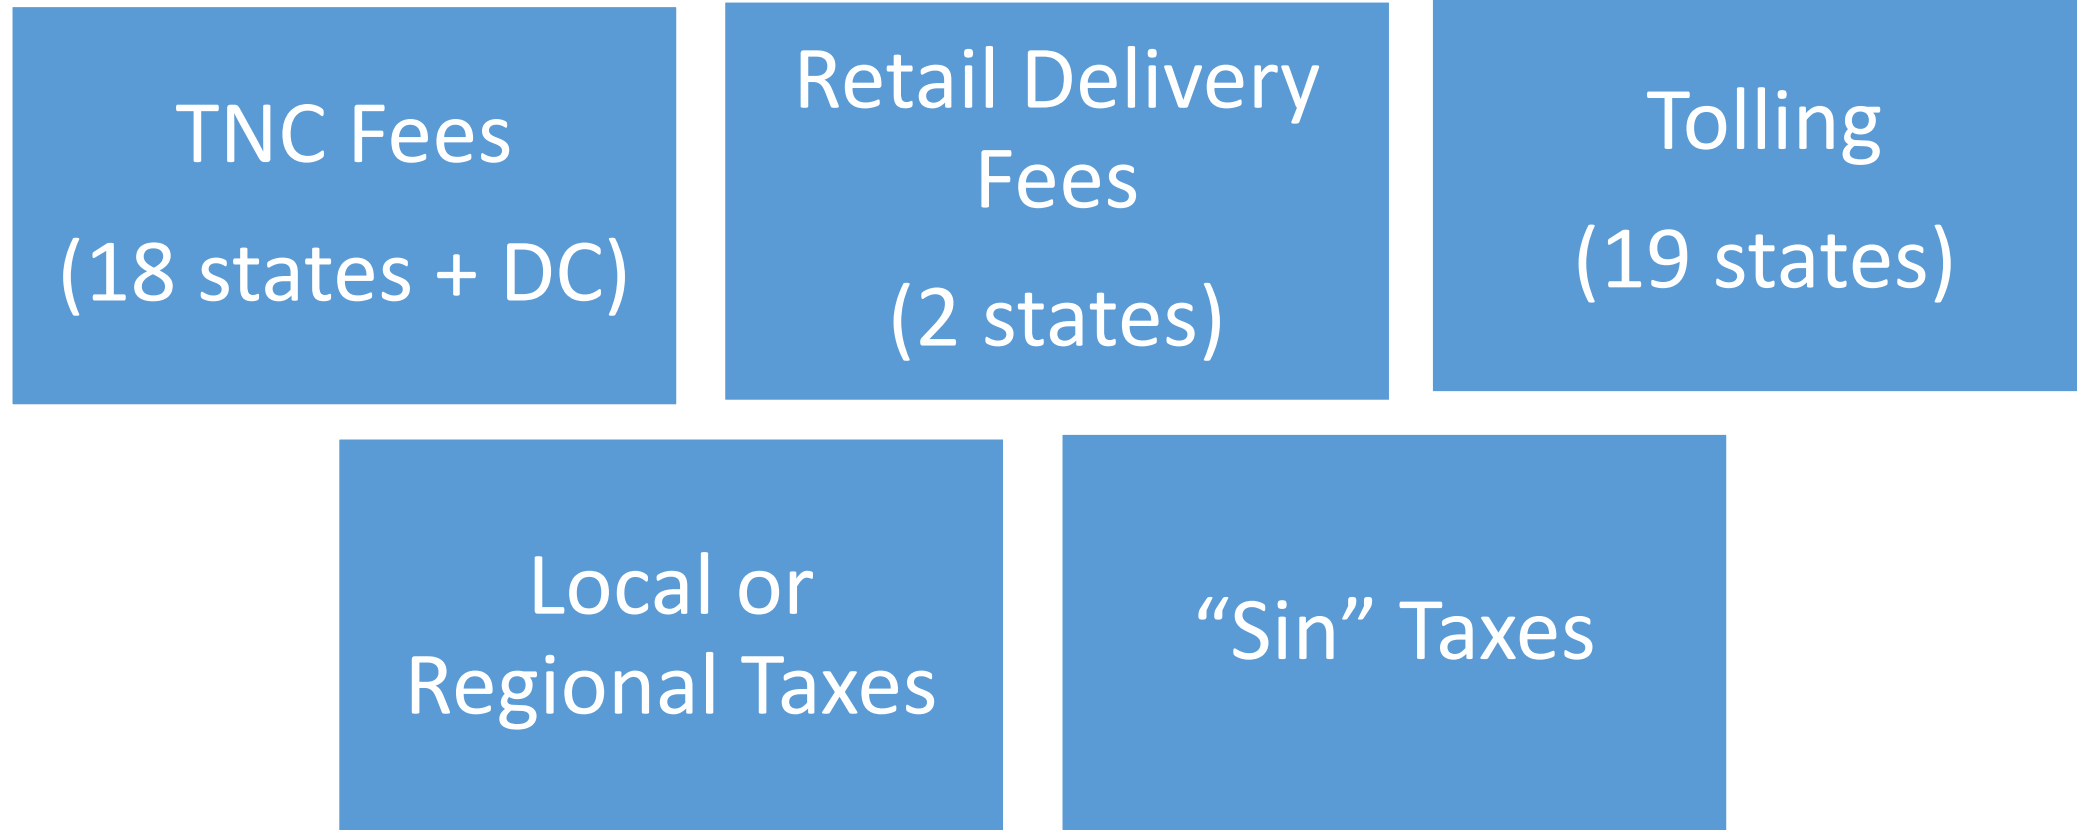 TNC Fees
(18 states + DC)
Retail Delivery
Fees
(2 states)
Tolling
(19 states)
Local or
Regional Taxes
“Sin” Taxes